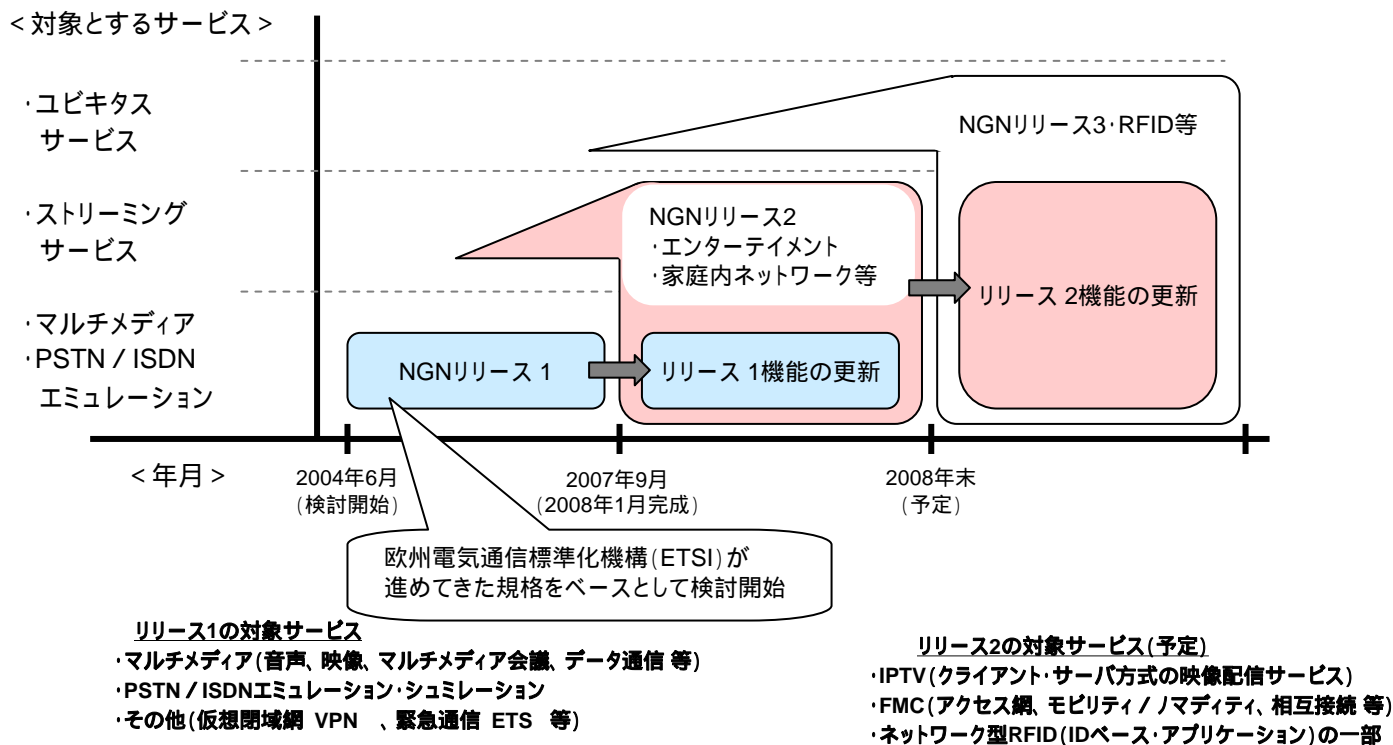 <対象とするサービス>
・ユビキタス
サービス
・ストリーミング
サービス
・マルチメディア
・PSTN / ISDN
エミュレーション
NGNリリース3・RFID等
NGNリリース2
・エンターテイメント
・家庭内ネットワーク等
リリース 2機能の更新
NGNリリース 1
リリース 1機能の更新
<年月>
2004年6月
(検討開始)
2007年9月
(2008年1月完成)
2008年末
(予定)
欧州電気通信標準化機構(ETSI)が
進めてきた規格をベースとして検討開始
リリース1の対象サービス
・マルチメディア(音声、映像、マルチメディア会議、データ通信 等)
・PSTN / ISDNエミュレーション・シュミレーション
・その他(仮想閉域網 VPN 、緊急通信 ETS 等)
リリース2の対象サービス(予定)
・IPTV(クライアント・サーバ方式の映像配信サービス)
・FMC(アクセス網、モビリティ / ノマディティ、相互接続 等)
・ネットワーク型RFID(IDベース・アプリケーション)の一部